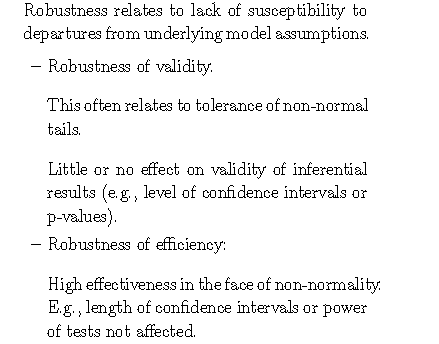 Robustness relates to lack of susceptibility to
departures from underlying model assumptions.
– Robustness of validity.
This often relates to tolerance of non-normal
tails.
Little or no effect on validity of inferential
results (e.g., level of confidence intervals or
p-values).
– Robustness of efficiency:
High effectiveness in the face of non-normality.
E.g., length of confidence intervals or power
of tests not affected.